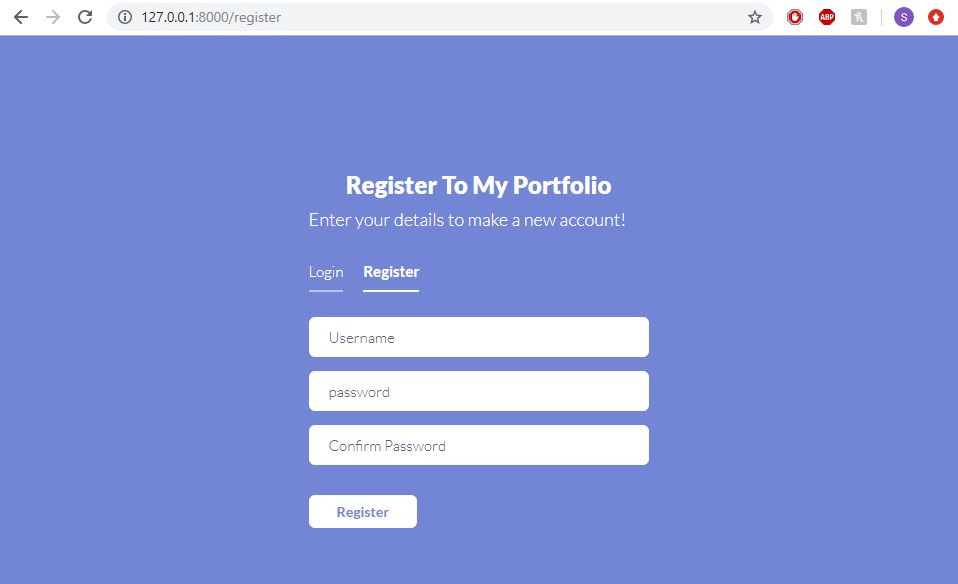 127.0.0.1:8000/register
ABP
S
Register To My Portfolio
Enter your details to make a new account!
Login Register
Username
password
Confirm Password
Register